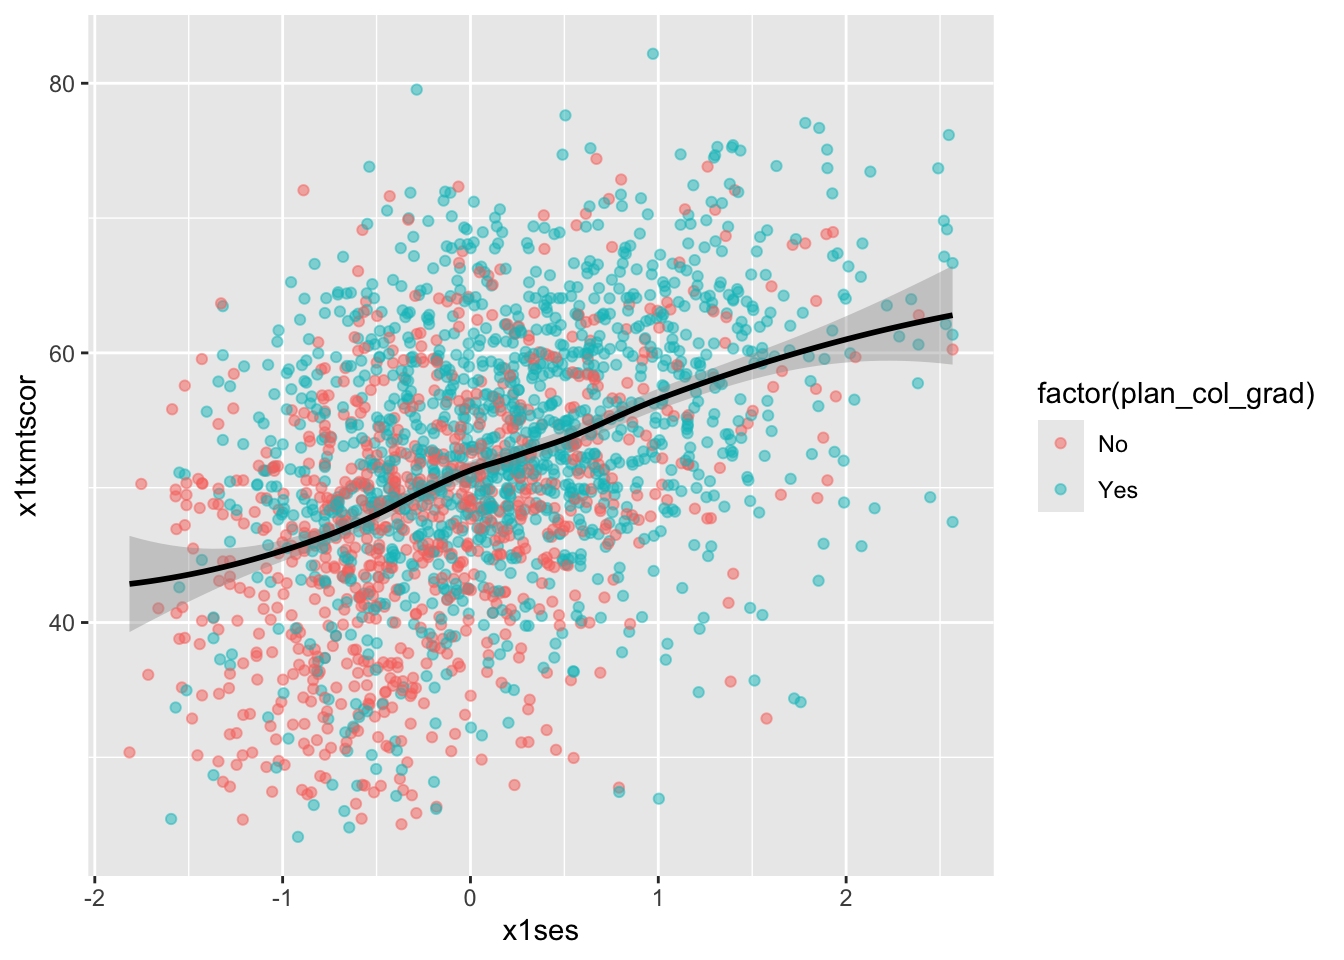 80
60
40
x1txmtscor
-2 -1 0 1 2
x1ses
factor(plan_col_grad)
No
Yes